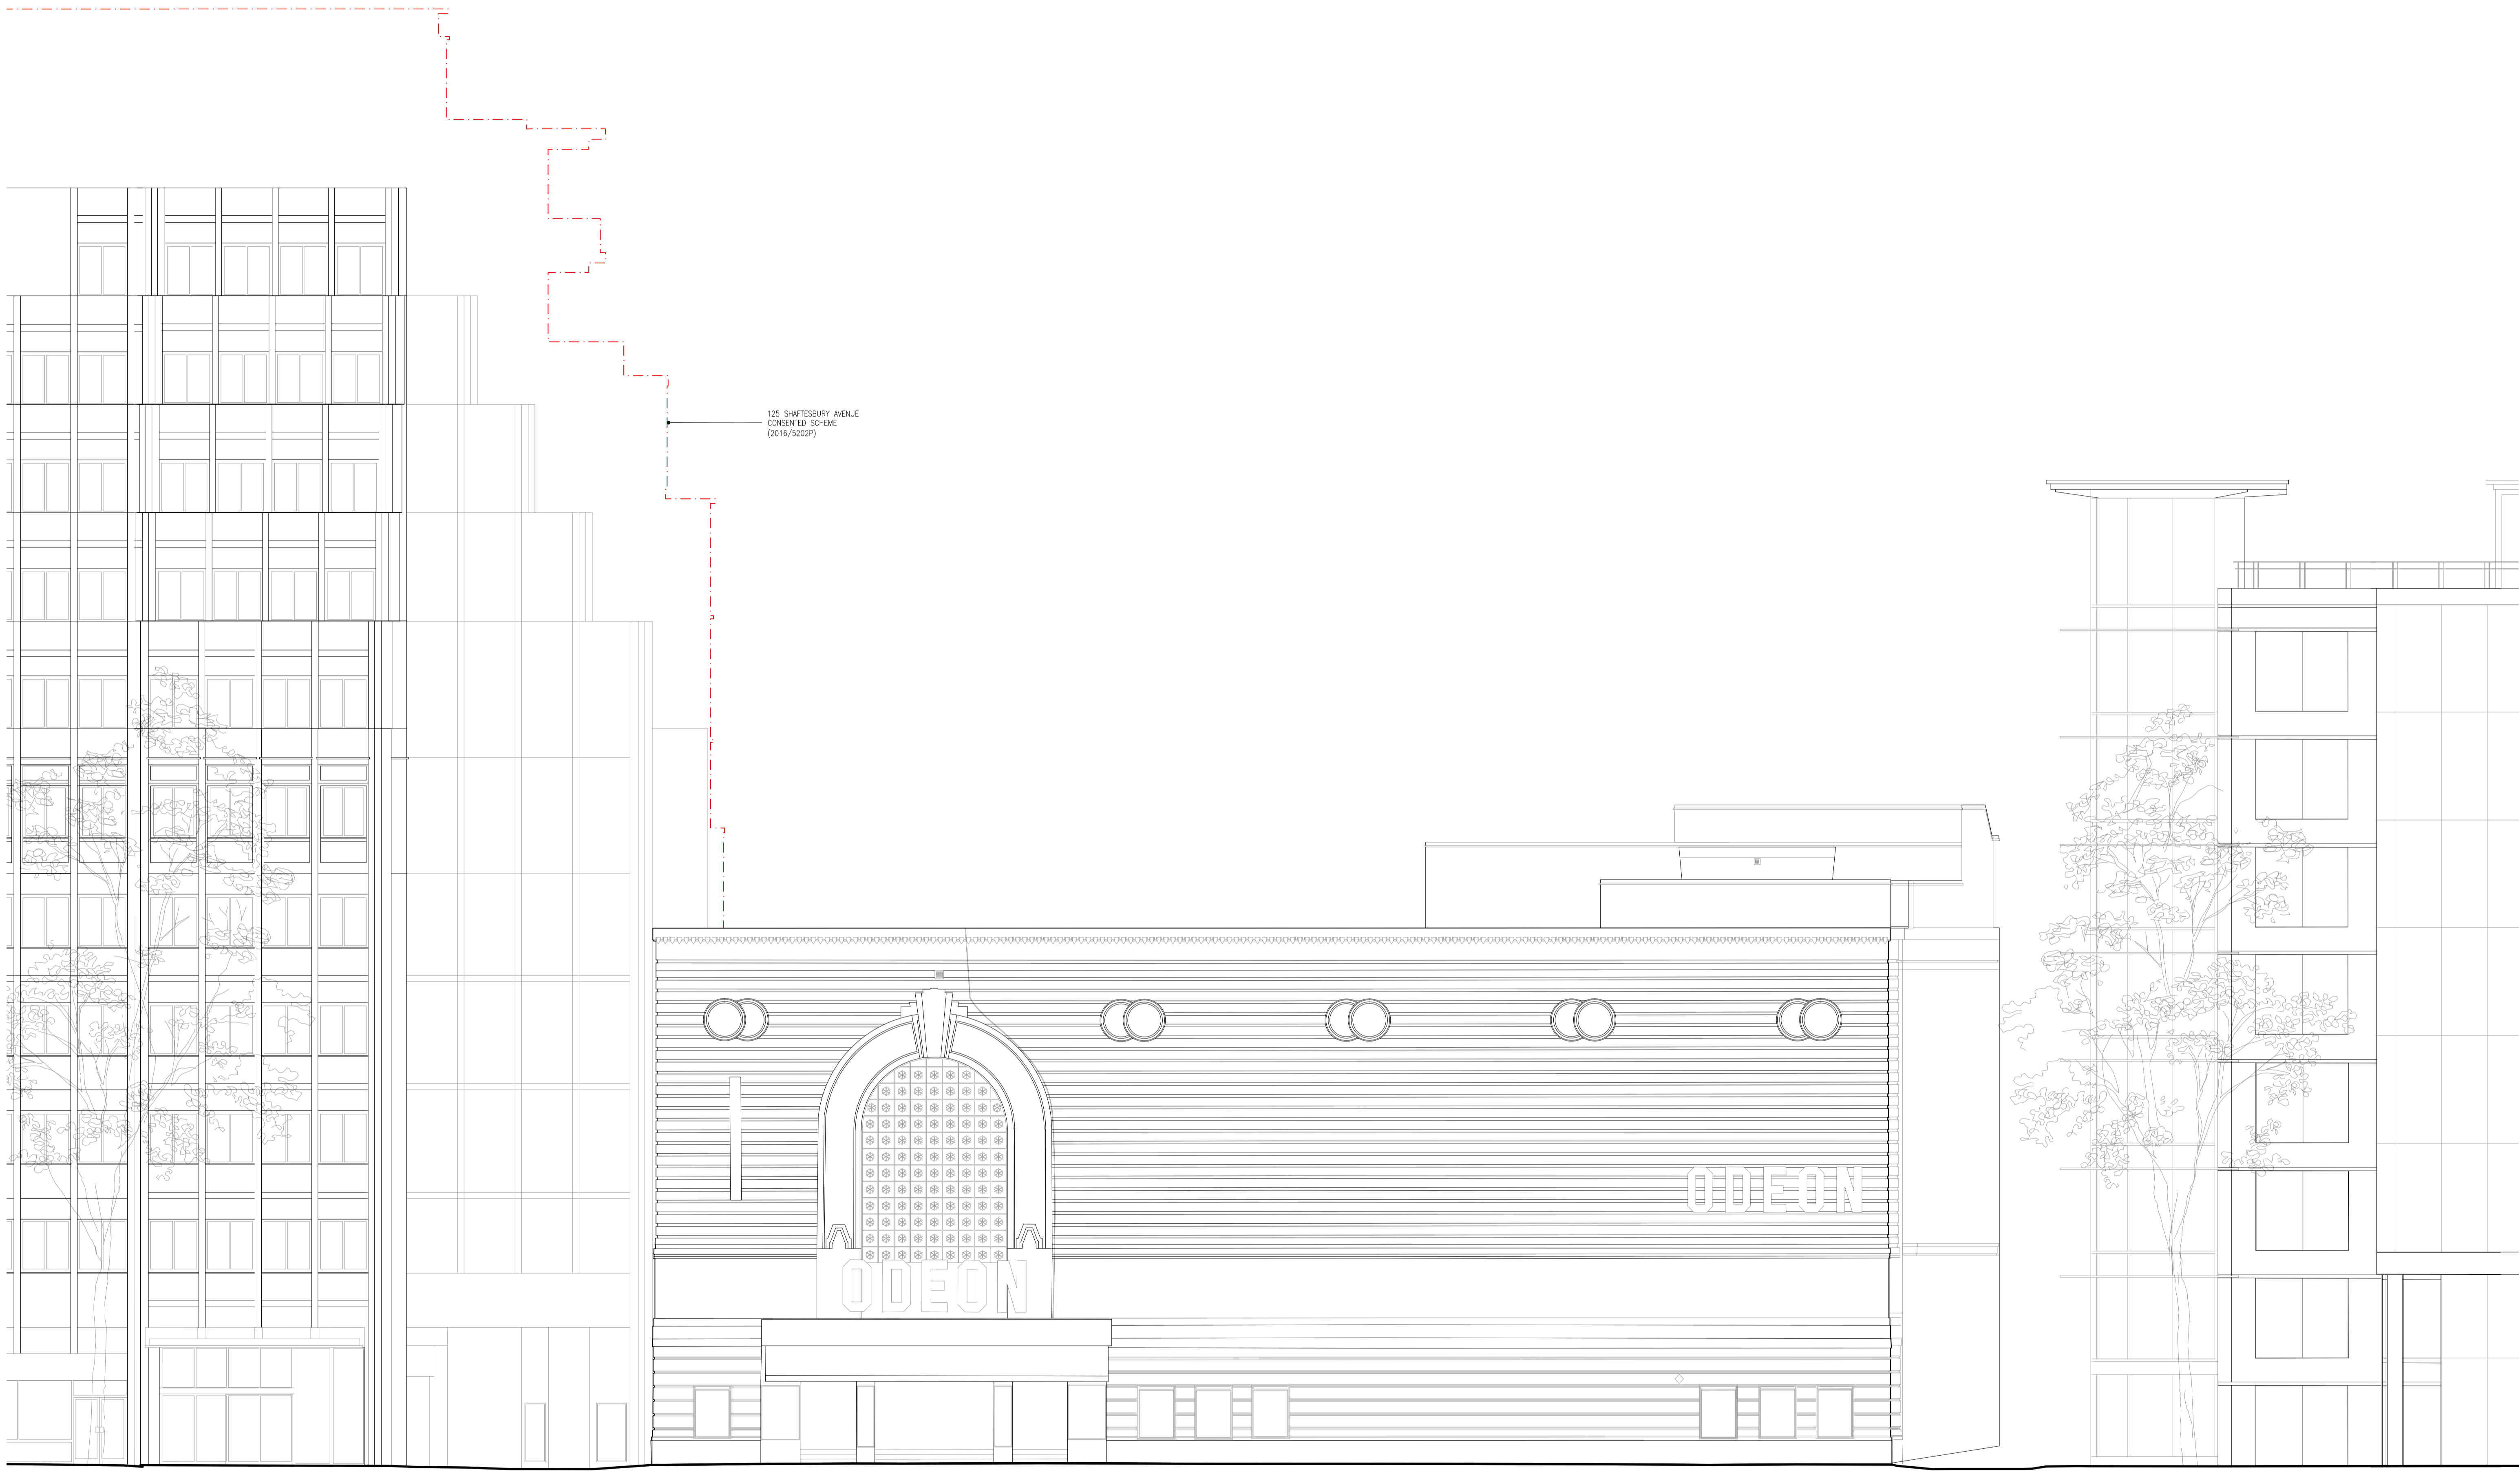 125 SHAFTESBURY AVENUE
CONSENTED SCHEME
(2016/5202P)
ODEON
ODEON